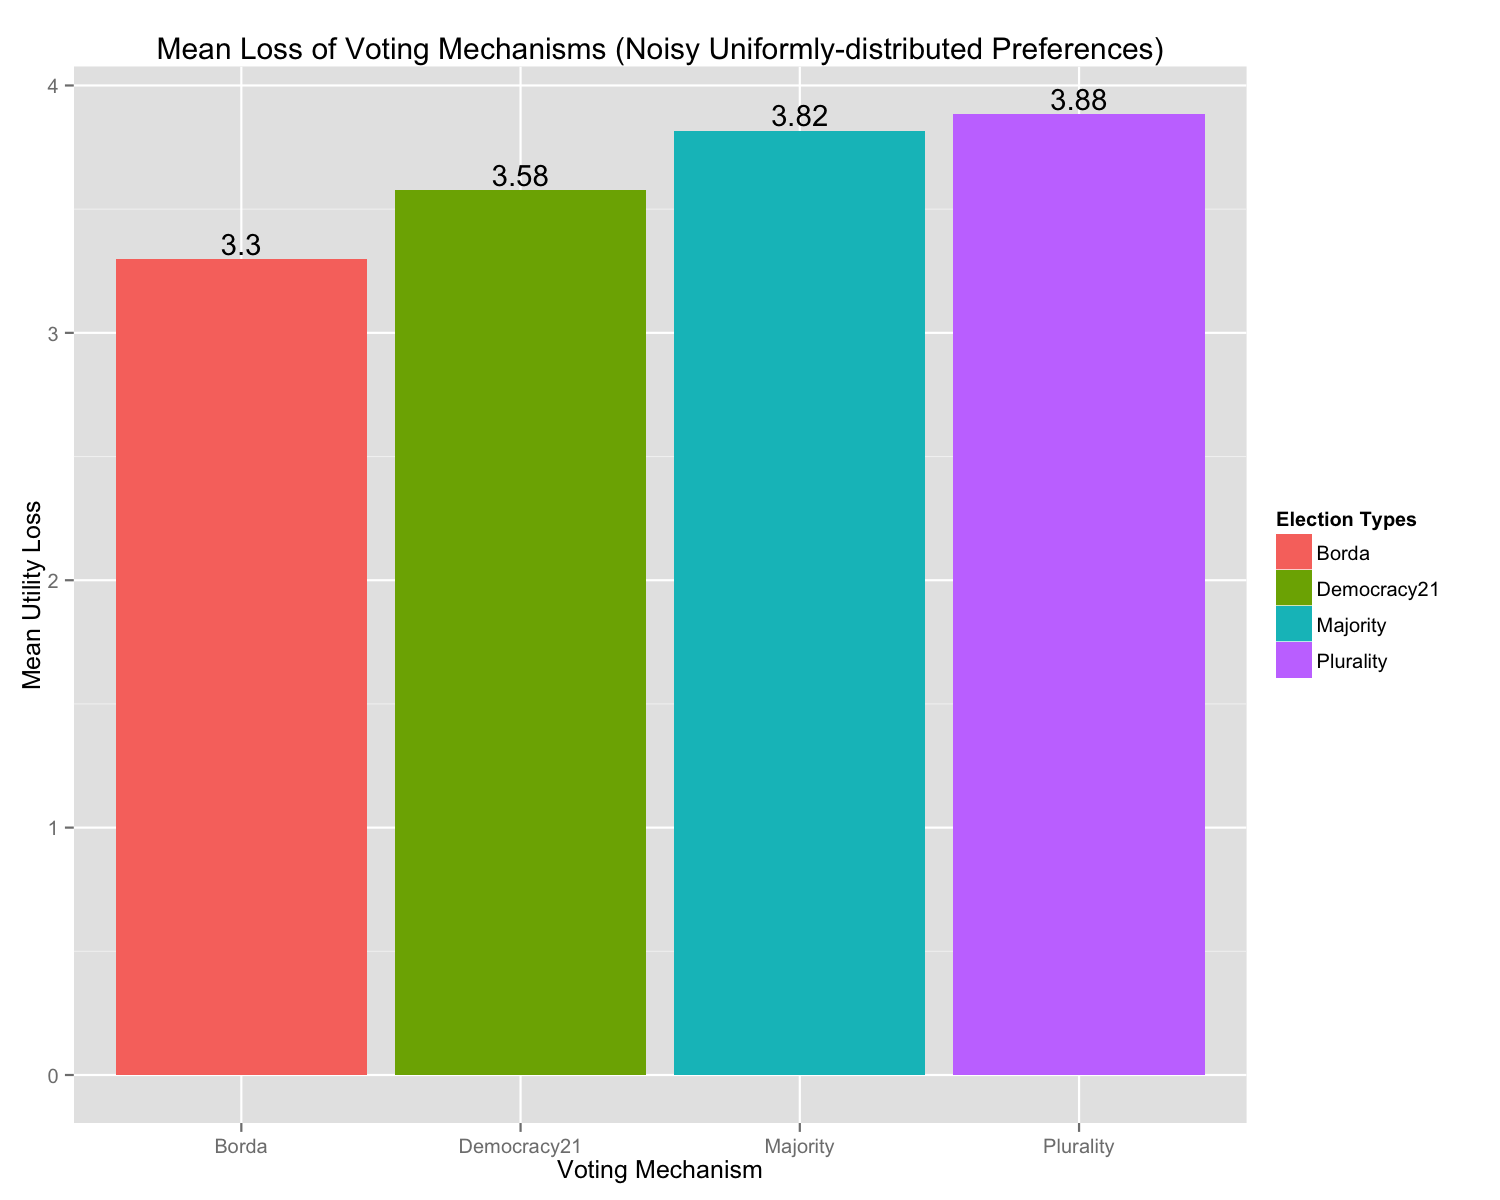 Mean Loss of Voting Mechanisms (Noisy Uniformly-distributed Preferences)
4
3
2
1
0
Mean Utility Loss
3.3
3.58
3.82
3.88
Borda
Democracy21
Majority
Plurality
Voting Mechanism
Election Types
Borda
Democracy21
Majority
Plurality